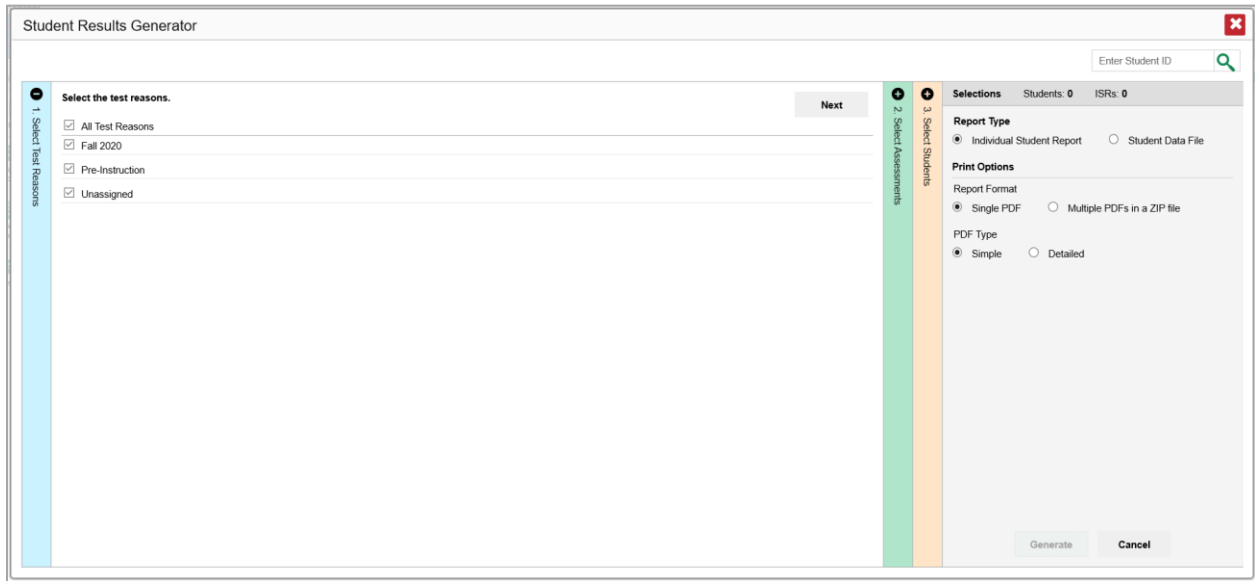 Student Results Generator
Enter Student ID
1. Select Test Reasons
Select the test reasons.
Next
All Test Reasons
Fall 2020
Pre-Instruction
Unassigned
2. Select Assessments
3. Select Students
Selections Students: 0 ISRs: 0
Report Type
Individual Student Report Student Data File
Print Options
Report Format
Single PDF Multiple PDFs in a ZIP file
PDF Type
Simple Detailed
Generate Cancel